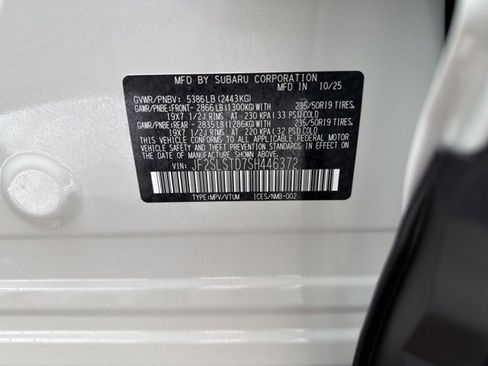 MFD BY SUBARU CORPORATION
IN 10/25
GVWR/PNBV: 5386LB(2443KG)
GAWR/PNBE: FRONT- 2866LB(1300KG)WITH 235/50R19 TIRES,
19X7 1/2J RIMS, AT 230 KPA(33 PSI)COLD
GAWR/PNBE: REAR - 2835LB(1286KG)WITH 235/50R19 TIRES,
19X7 1/2J RIMS, AT 220 KPA(32 PSI)COLD
THIS VEHICLE CONFORMS TO ALL APPLICABLE FEDERAL MOTOR
VEHICLE SAFETY AND THEFT PREVENTION STANDARDS IN EFFECT
ON THE DATE OF MANUFACTURE SHOWN ABOVE.
VIN: JF2SLSTD7SH446372
TYPE:MPV/VTUM ICES/NMB-002